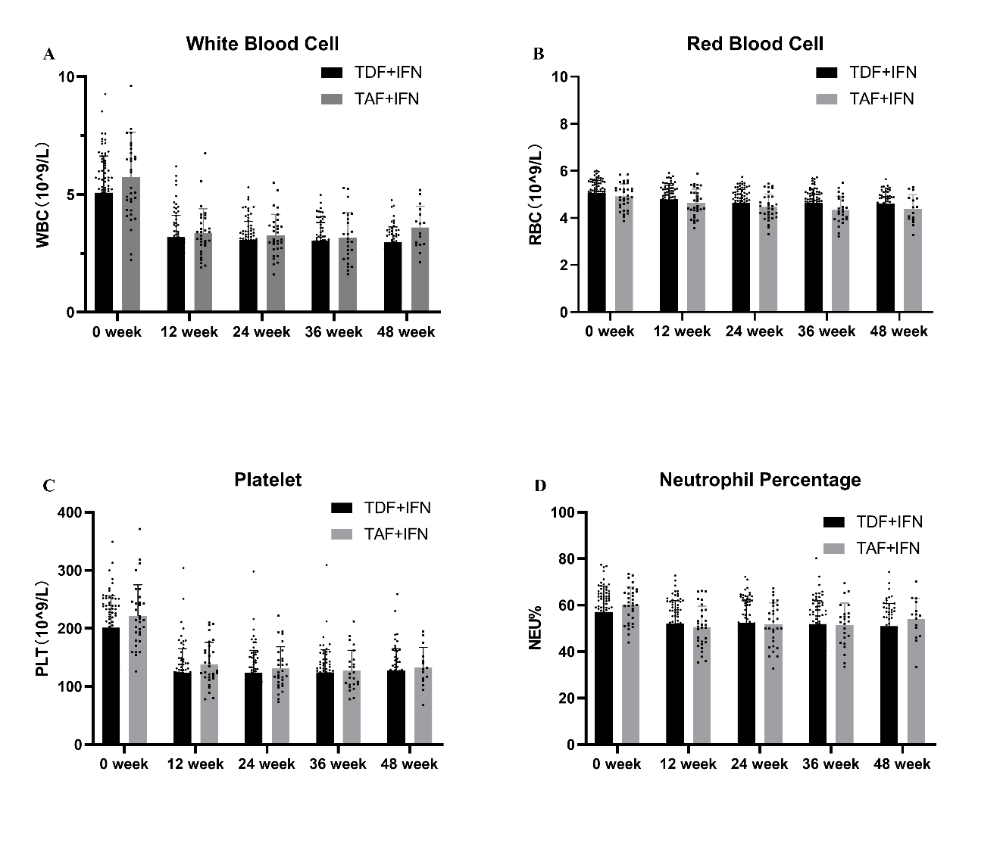 A
White Blood Cell
TDF+IFN
TAF+IFN
WBC(10^9/L)
10
5
0
0 week 12 week 24 week 36 week 48 week
B
Red Blood Cell
TDF+IFN
TAF+IFN
RBC(10^9/L)
10
8
6
4
2
0
0 week 12 week 24 week 36 week 48 week
C
Platelet
TDF+IFN
TAF+IFN
PLT(10^9/L)
400
300
200
100
0
0 week 12 week 24 week 36 week 48 week
D
Neutrophil Percentage
TDF+IFN
TAF+IFN
NEU%
100
80
60
40
20
0
0 week 12 week 24 week 36 week 48 week